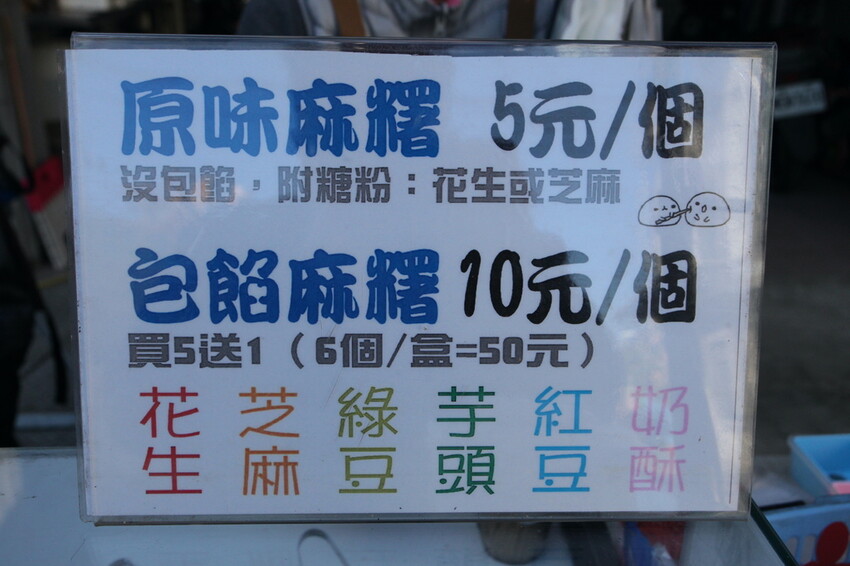 原味麻糬 5元/個
沒包餡，附糖粉：花生或芝麻
包餡麻糬 10元/個
買5送1（6個/盒=50元）
花生 芝麻 綠豆 芋頭 紅豆 奶酥